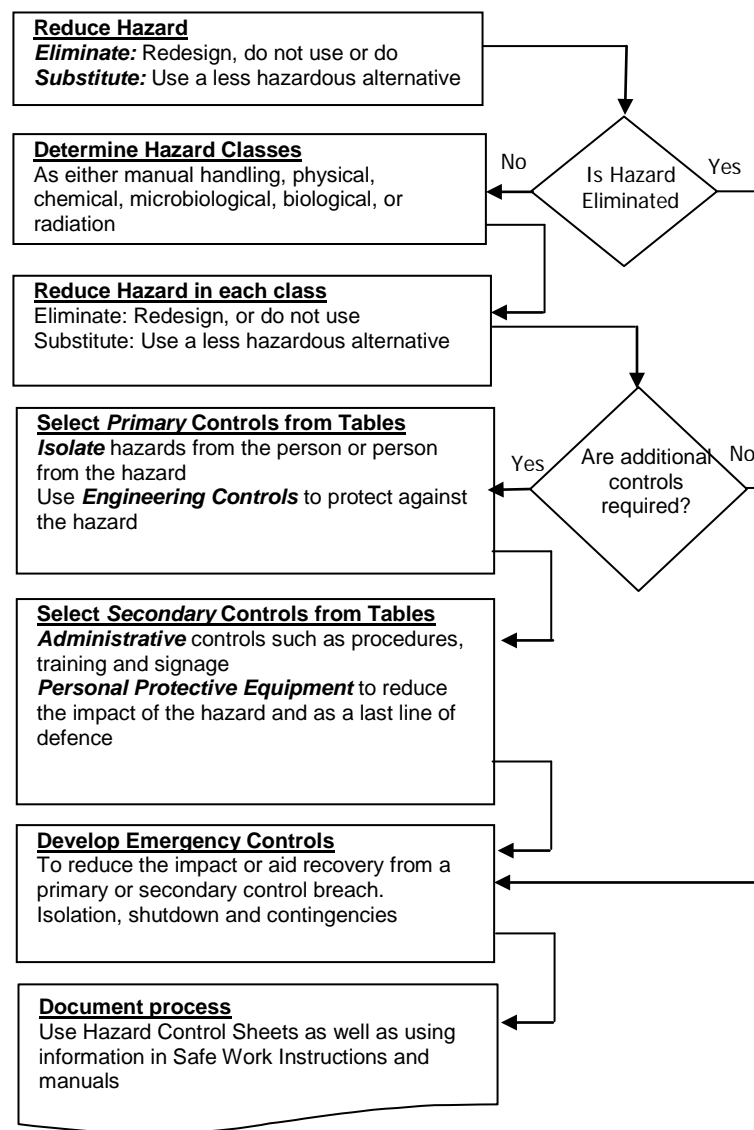 Reduce Hazard
Eliminate: Redesign, do not use or do
Substitute: Use a less hazardous alternative
Is Hazard
Eliminated
No
Yes
Determine Hazard Classes
As either manual handling, physical,
chemical, microbiological, biological, or
radiation
Reduce Hazard in each class
Eliminate: Redesign, or do not use
Substitute: Use a less hazardous alternative
Are additional
controls
required?
Yes
No
Select Primary Controls from Tables
Isolate hazards from the person or person
from the hazard
Use Engineering Controls to protect against
the hazard
Select Secondary Controls from Tables
Administrative controls such as procedures,
training and signage
Personal Protective Equipment to reduce
the impact of the hazard and as a last line of
defence
Develop Emergency Controls
To reduce the impact or aid recovery from a
primary or secondary control breach.
Isolation, shutdown and contingencies
Document process
Use Hazard Control Sheets as well as using
information in Safe Work Instructions and
manuals